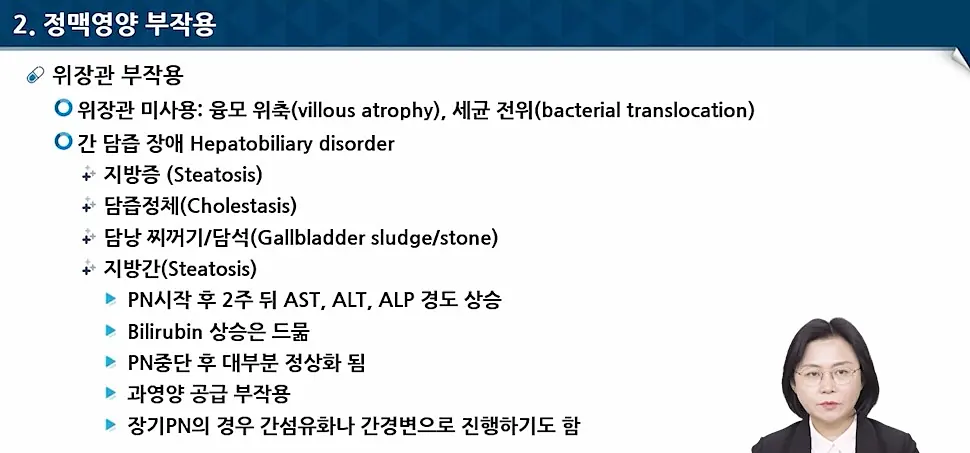 2. 정맥영양 부작용
위장관 부작용
위장관 미사용: 융모 위축(villous atrophy), 세균 전위(bacterial translocation)
간 담즙 장애 Hepatobiliary disorder
지방증 (Steatosis)
담즙정체(Cholestasis)
담낭 찌꺼기/담석(Gallbladder sludge/stone)
지방간(Steatosis)
PN시작 후 2주 뒤 AST, ALT, ALP 경도 상승
Bilirubin 상승은 드묾
PN중단 후 대부분 정상화 됨
과영양 공급 부작용
장기PN의 경우 간섬유화나 간경변으로 진행하기도 함